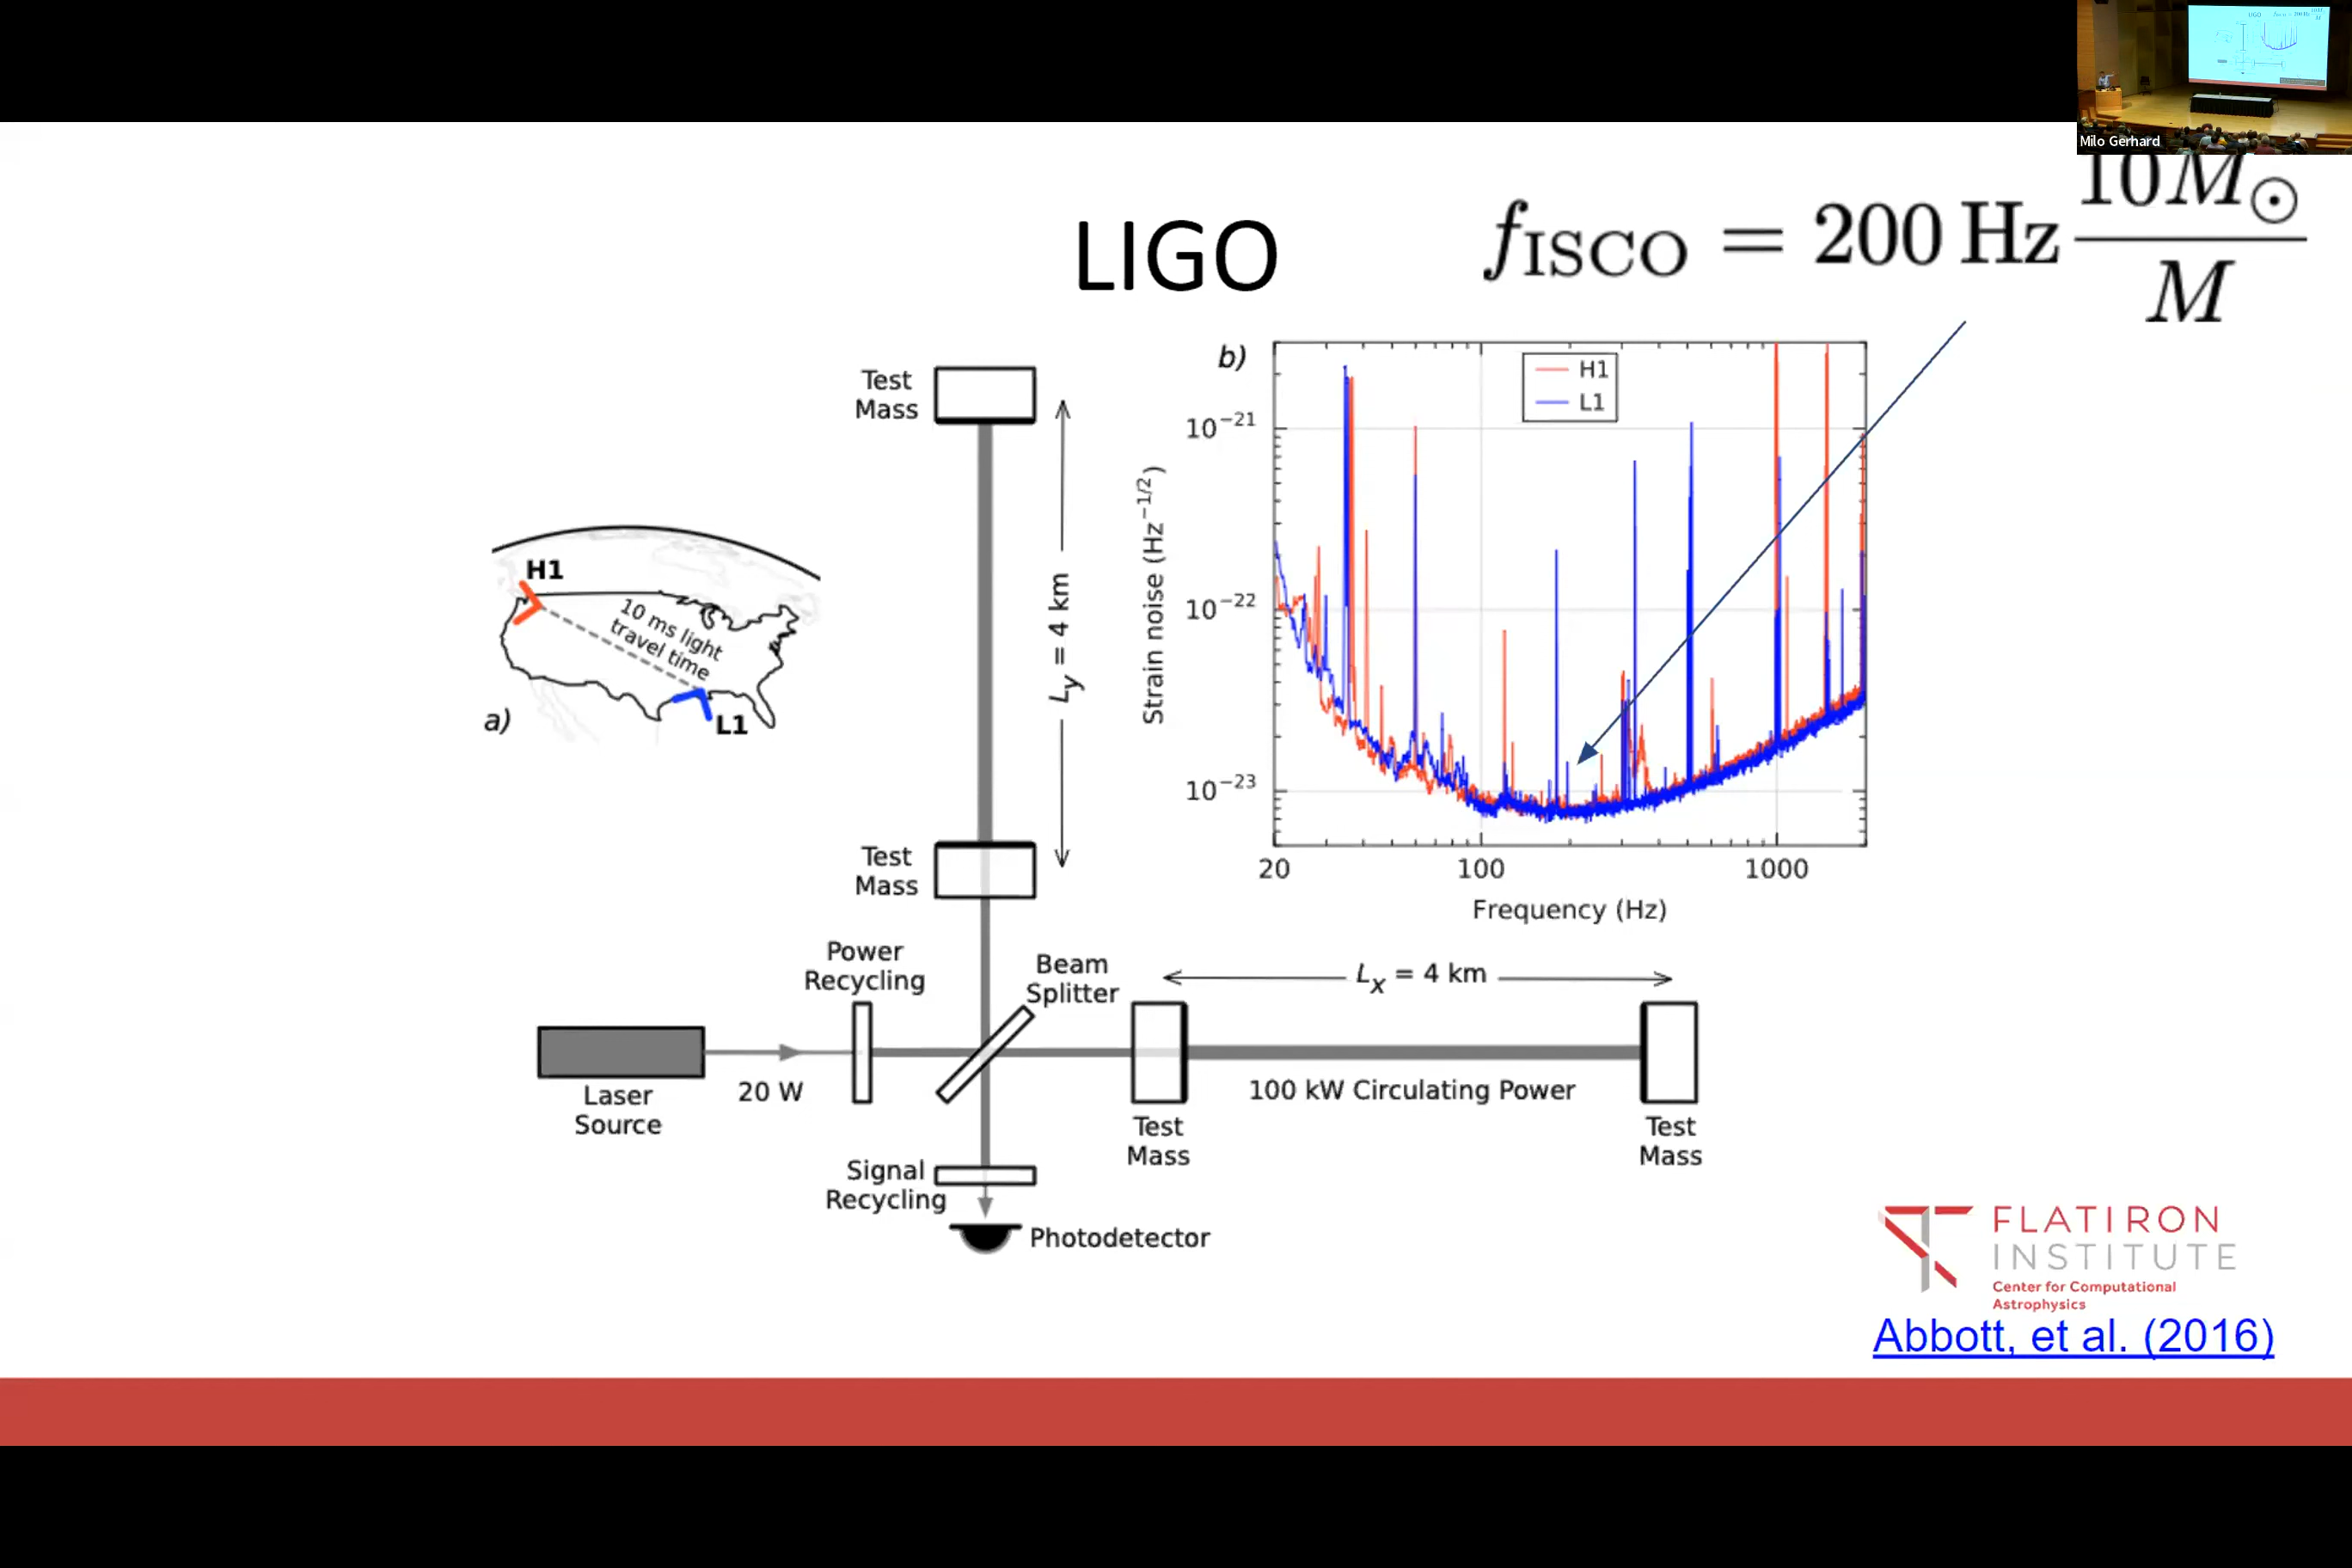 Milo Gerhard
LIGO
f_ISCO = 200 Hz 10M_⊙ / M
Test
Mass
L_y = 4 km
H1
10 ms light
travel time
L1
a)
b)
H1
L1
Strain noise (Hz^−1/2)
10^−21
10^−22
10^−23
20 100 1000
Frequency (Hz)
Test
Mass
Power
Recycling
Beam
Splitter
L_x = 4 km
Laser
Source
20 W
100 kW Circulating Power
Test
Mass
Test
Mass
Signal
Recycling
Photodetector
FLATIRON
INSTITUTE
Center for Computational
Astrophysics
Abbott, et al. (2016)